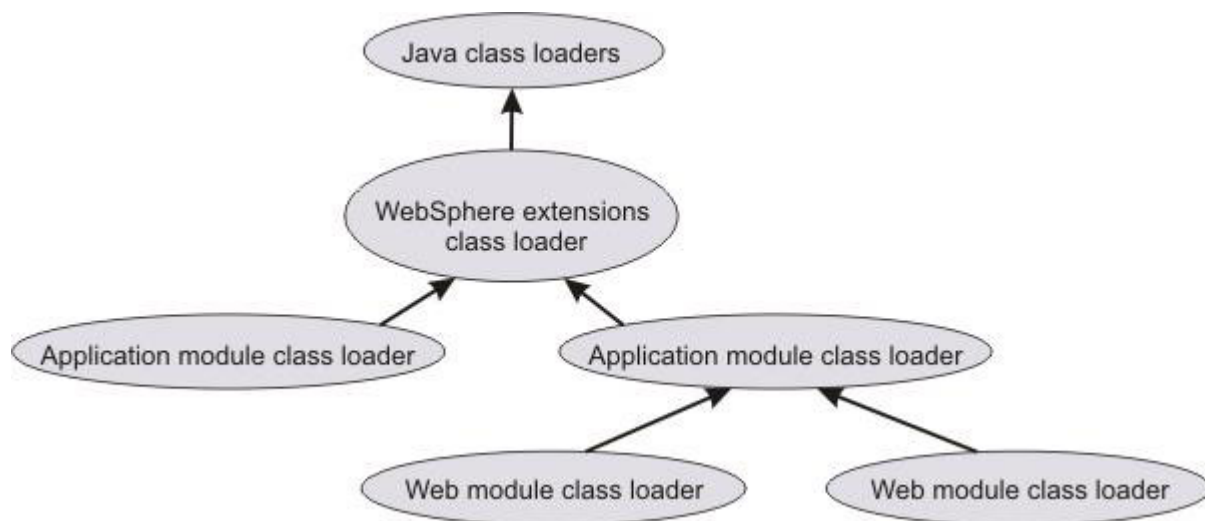 Java class loaders
WebSphere extensions
class loader
Application module class loader
Application module class loader
Web module class loader
Web module class loader